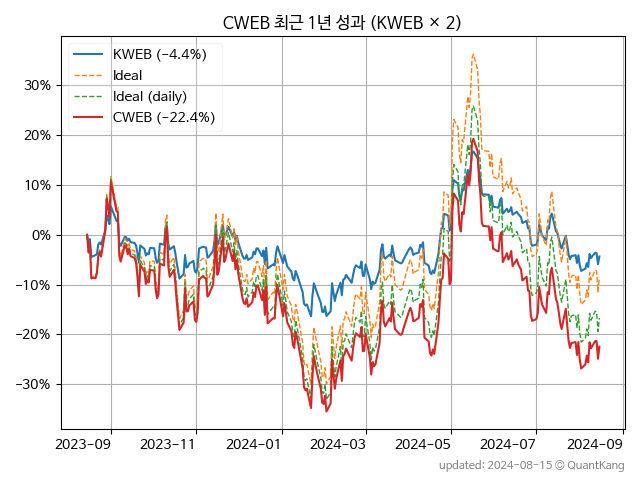 CWEB 최근 1년 성과 (KWEB × 2)
KWEB (−4.4%)
Ideal
Ideal (daily)
CWEB (−22.4%)
30%
20%
10%
0%
−10%
−20%
−30%
2023-09 2023-11 2024-01 2024-03 2024-05 2024-07 2024-09
updated: 2024-08-15 © QuantKang